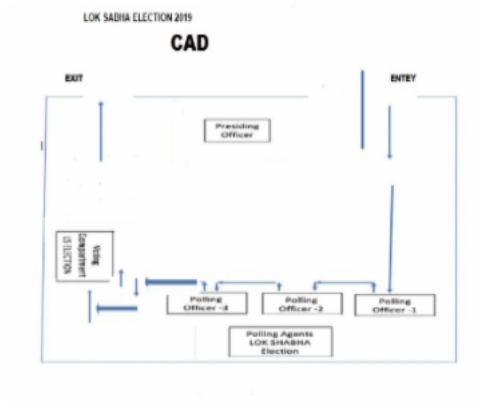 LOK SABHA ELECTION 2019
CAD
EXIT
ENTEY
Presiding
Officer
Voting
Compartment
LS ELECTION
Polling
Officer -3
Polling
Officer -2
Polling
Officer -1
Polling Agents
LOK SHABHA
Election